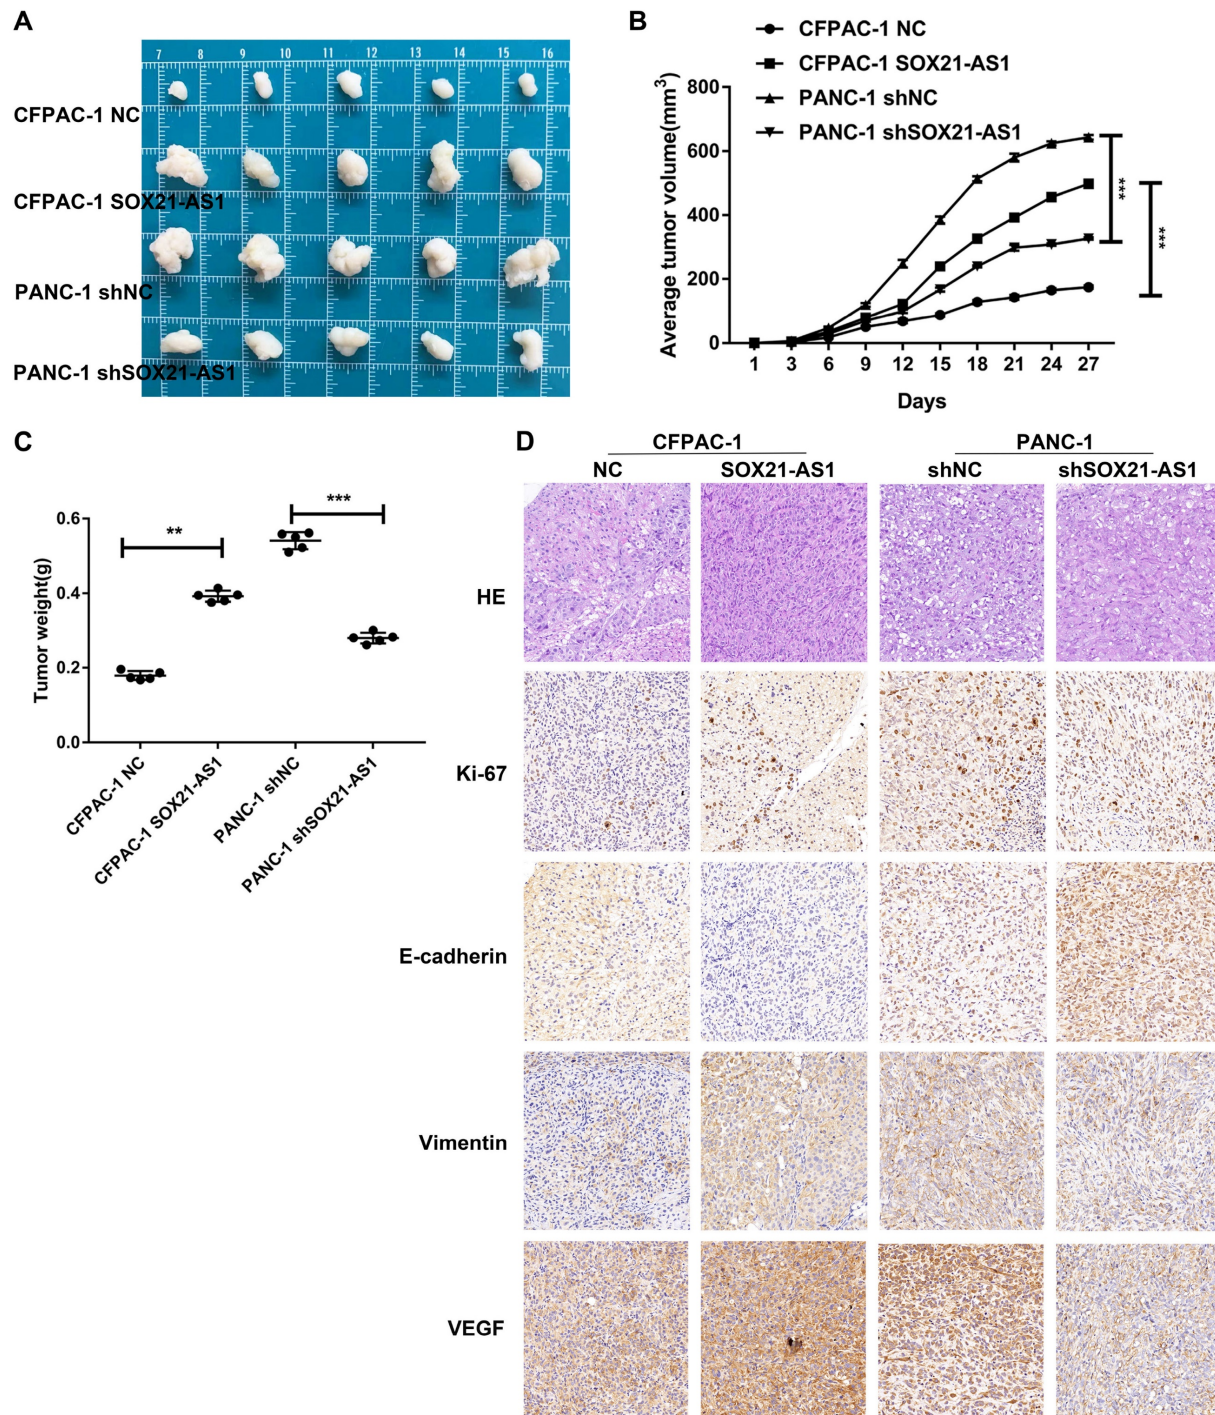 A
7 8 9 10 11 12 13 14 15 16
CFPAC-1 NC
CFPAC-1 SOX21-AS1
PANC-1 shNC
PANC-1 shSOX21-AS1
B
CFPAC-1 NC
CFPAC-1 SOX21-AS1
PANC-1 shNC
PANC-1 shSOX21-AS1
Average tumor volume(mm³)
800
600
400
200
0
1 3 6 9 12 15 18 21 24 27
Days
***
***
C
Tumor weight(g)
0.6
0.4
0.2
0.0
**
***
CFPAC-1 NC
CFPAC-1 SOX21-AS1
PANC-1 shNC
PANC-1 shSOX21-AS1
D
CFPAC-1 PANC-1
NC SOX21-AS1 shNC shSOX21-AS1
HE
Ki-67
E-cadherin
Vimentin
VEGF